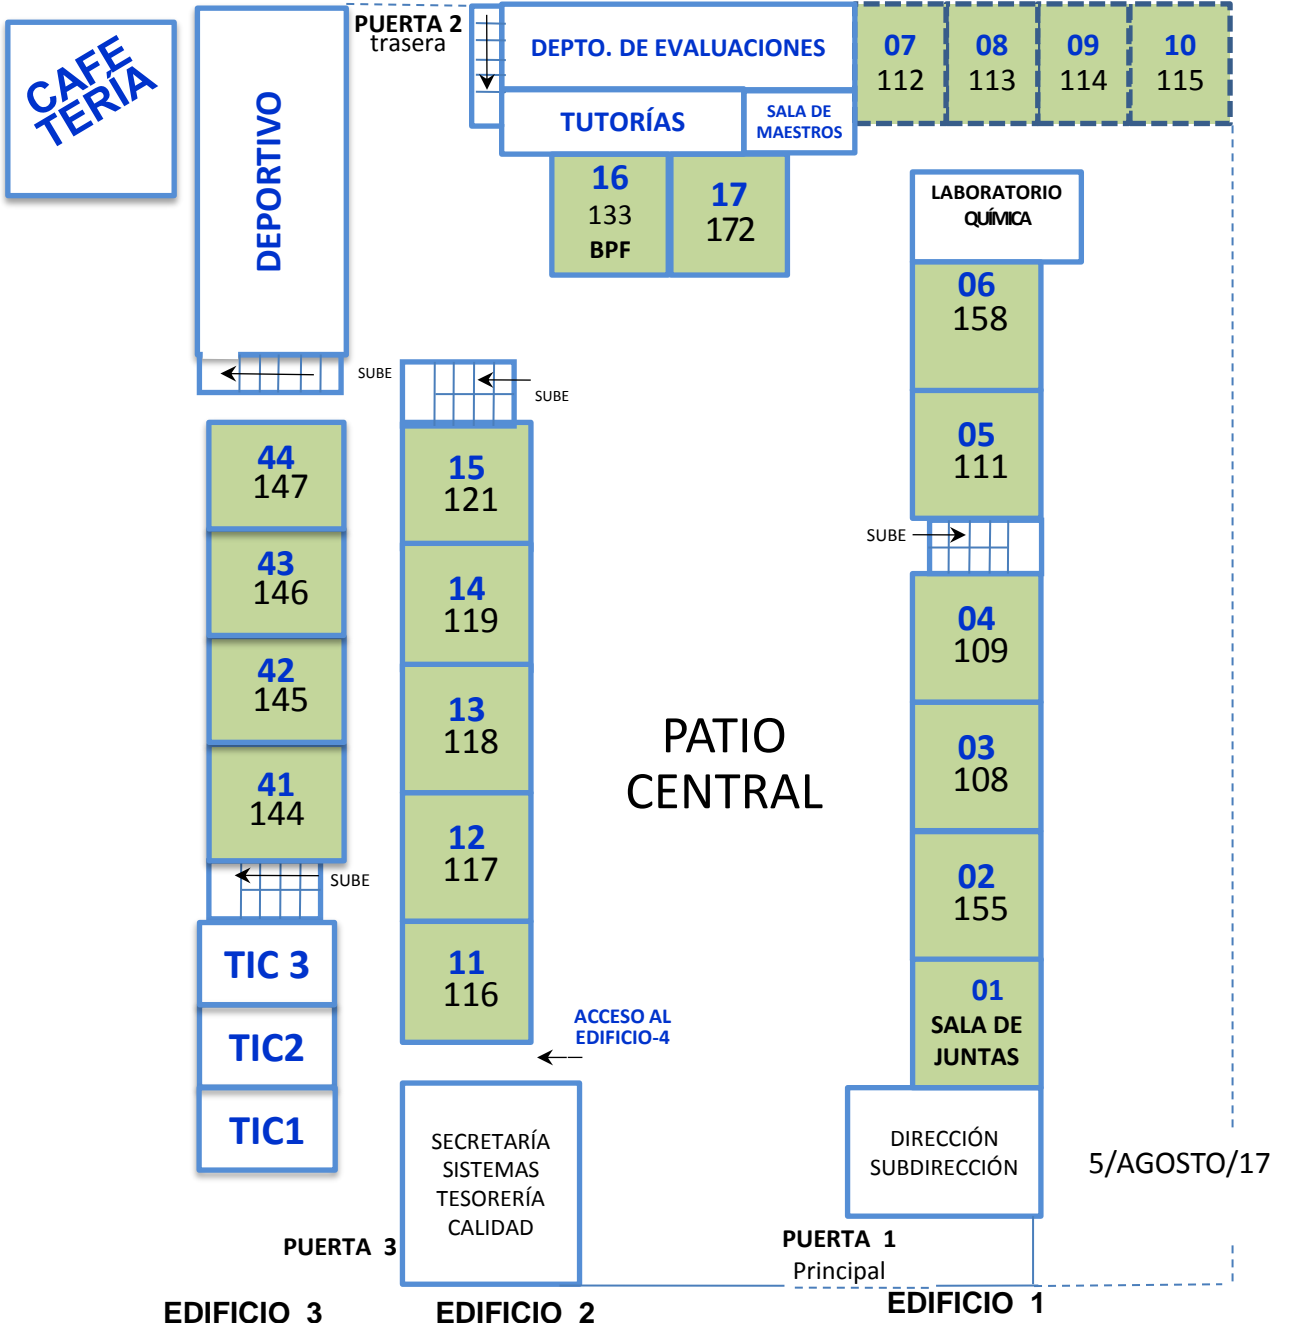 CAFE
TERÍA
DEPORTIVO
PUERTA 2
trasera
DEPTO. DE EVALUACIONES
TUTORÍAS
SALA DE
MAESTROS
07
112
08
113
09
114
10
115
16
133
BPF
17
172
LABORATORIO
QUÍMICA
06
158
05
111
SUBE
04
109
03
108
02
155
01
SALA DE
JUNTAS
DIRECCIÓN
SUBDIRECCIÓN
SUBE
SUBE
44
147
43
146
42
145
41
144
SUBE
TIC 3
TIC2
TIC1
15
121
14
119
13
118
12
117
11
116
PATIO
CENTRAL
ACCESO AL
EDIFICIO-4
SECRETARÍA
SISTEMAS
TESORERÍA
CALIDAD
5/AGOSTO/17
PUERTA 3
PUERTA 1
Principal
EDIFICIO 3
EDIFICIO 2
EDIFICIO 1